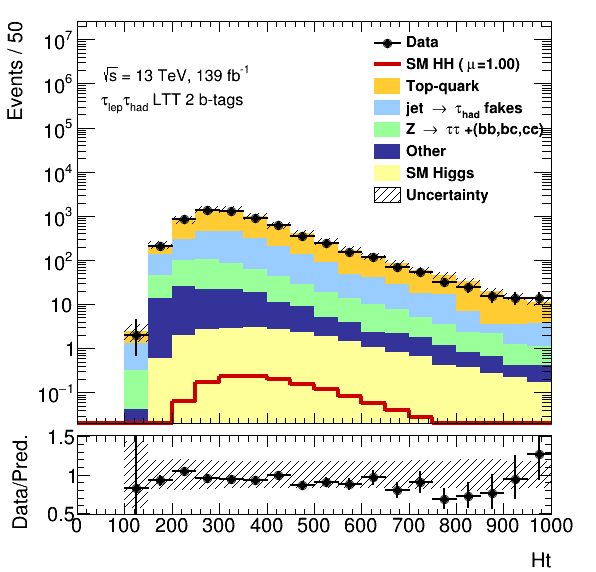 Events / 50
10⁷
10⁶
10⁵
10⁴
10³
10²
10
1
10⁻¹
√s = 13 TeV, 139 fb⁻¹
τlepτhad LTT 2 b-tags
Data
SM HH ( μ=1.00)
Top-quark
jet → τhad fakes
Z → ττ +(bb,bc,cc)
Other
SM Higgs
Uncertainty
Data/Pred.
1.5
1
0.5
0 100 200 300 400 500 600 700 800 900 1000
Ht